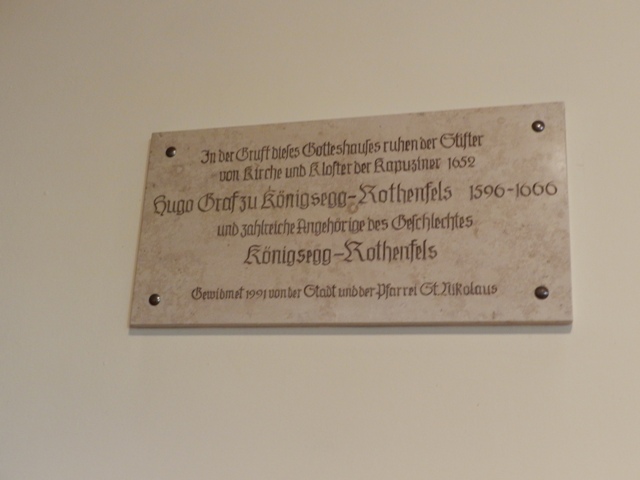 In der Gruft dieses Gotteshauses ruhen der Stifter
von Kirche und Kloster der Kapuziner 1652
Hugo Graf zu Königsegg-Rothenfels 1596-1666
und zahlreiche Angehörige des Geschlechtes
Königsegg-Rothenfels
Gewidmet 1991 von der Stadt und der Pfarrei St. Nikolaus